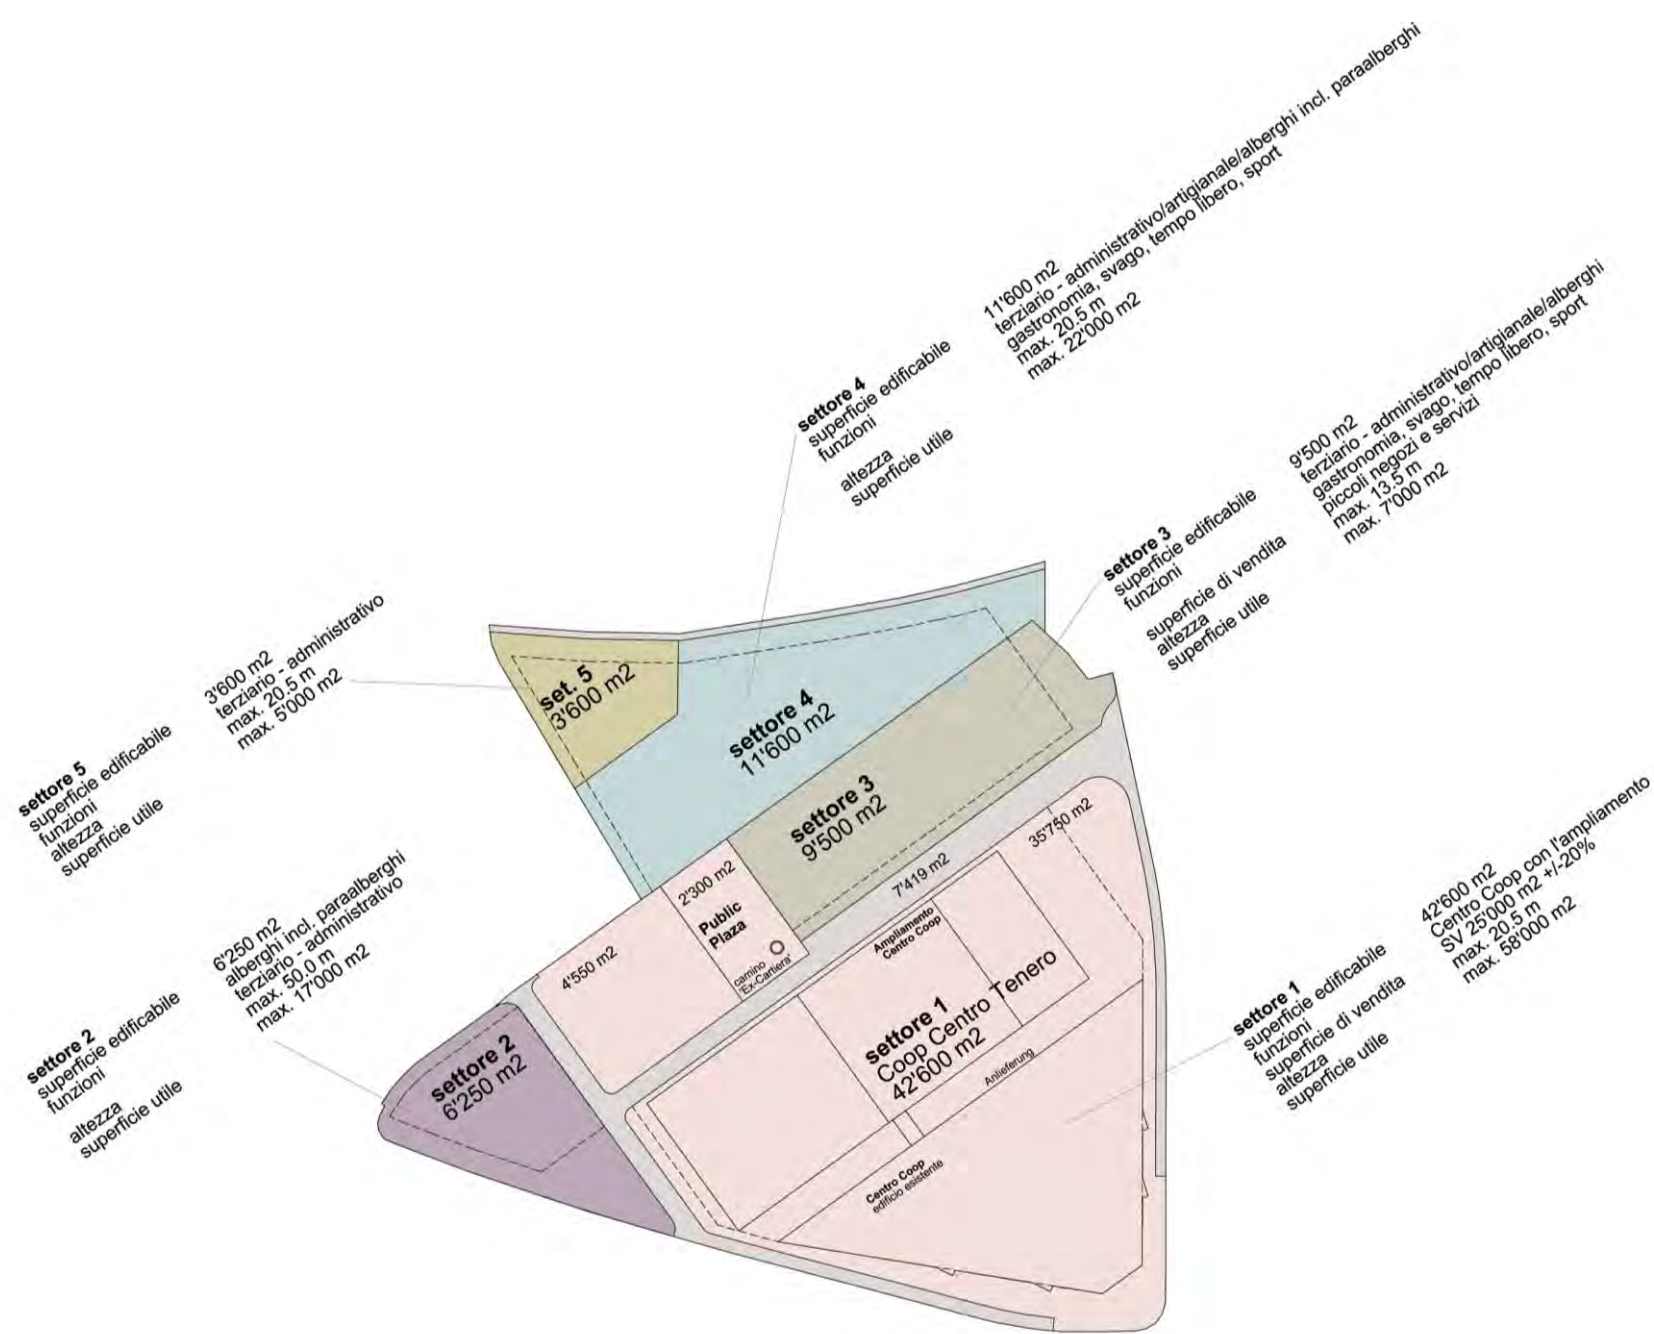 settore 4
superficie edificabile
funzioni
altezza
superficie utile
11'600 m2
terziario - administrativo/artigianale/alberghi incl. paraalberghi
gastronomia, svago, tempo libero, sport
max. 20.5 m
max. 22'000 m2
settore 3
superficie edificabile
funzioni
superficie di vendita
altezza
superficie utile
9'500 m2
terziario - administrativo/artigianale/alberghi
gastronomia, svago, tempo libero, sport
piccoli negozi e servizi
max. 13.5 m
max. 7'000 m2
settore 5
superficie edificabile
funzioni
altezza
superficie utile
3'600 m2
terziario - administrativo
max. 20.5 m
max. 5'000 m2
settore 2
superficie edificabile
funzioni
altezza
superficie utile
6'250 m2
alberghi incl. paraalberghi
terziario - administrativo
max. 50.0 m
max. 17'000 m2
settore 1
superficie edificabile
funzioni
superficie di vendita
altezza
superficie utile
42'600 m2
Centro Coop con l'ampliamento
SV 25'000 m2 +/-20%
max. 20.5 m
max. 58'000 m2
set. 5
3'600 m2
settore 4
11'600 m2
settore 3
9'500 m2
2'300 m2
Public
Plaza
camino
'Ex-Cartiera'
4'550 m2
7'419 m2
35'750 m2
Ampliamento
Centro Coop
settore 1
Coop Centro Tenero
42'600 m2
Anlieferung
Centro Coop
edificio esistente
settore 2
6'250 m2